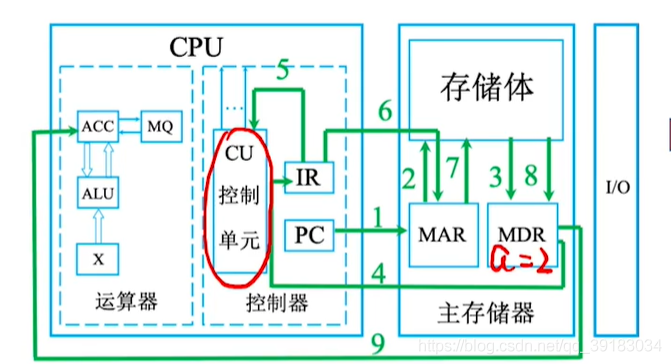 CPU
存储体
5
6
ACC
MQ
CU
控制
单元
IR
2
7
3
8
I/O
ALU
PC
1
MAR
MDR
a=2
X
4
运算器
控制器
主存储器
9
https://blog.csdn.net/qq_39183034